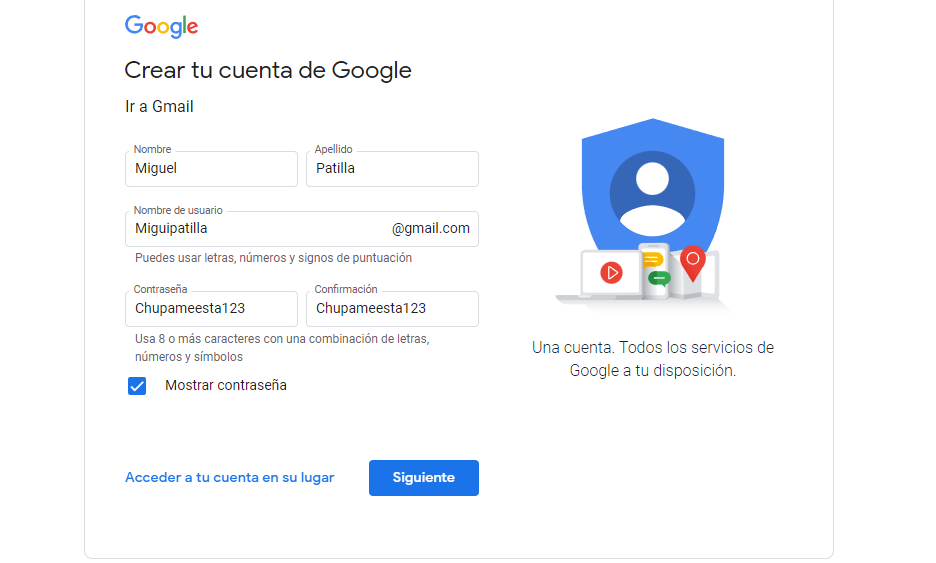 Google
Crear tu cuenta de Google
Ir a Gmail
Nombre
Miguel
Apellido
Patilla
Nombre de usuario
Miguipatilla @gmail.com
Puedes usar letras, números y signos de puntuación
Contraseña
Chupameesta123
Confirmación
Chupameesta123
Usa 8 o más caracteres con una combinación de letras,
números y símbolos
Mostrar contraseña
Acceder a tu cuenta en su lugar
Siguiente
Una cuenta. Todos los servicios de
Google a tu disposición.